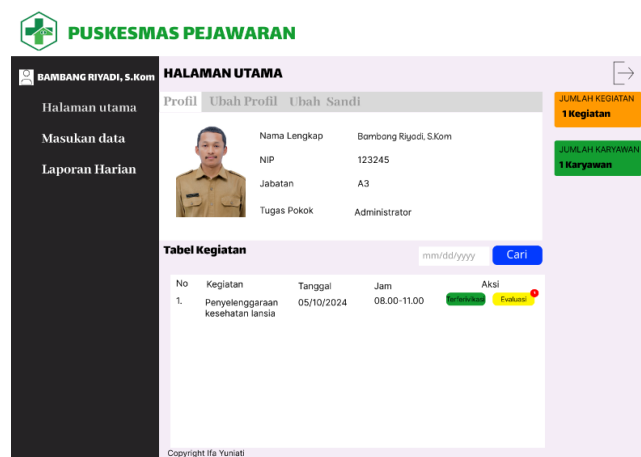 PUSKESMAS PEJAWARAN
BAMBANG RIYADI, S.Kom
Halaman utama
Masukan data
Laporan Harian
HALAMAN UTAMA
Profil Ubah Profil Ubah Sandi
Nama Lengkap Bambang Riyadi, S.Kom
NIP 123245
Jabatan A3
Tugas Pokok Administrator
JUMLAH KEGIATAN
1 Kegiatan
JUMLAH KARYAWAN
1 Karyawan
Tabel Kegiatan
mm/dd/yyyy Cari
No Kegiatan Tanggal Jam Aksi
1. Penyelenggaraan 05/10/2024 08.00-11.00 Terferivikasi Evaluasi
kesehatan lansia
Copyright Ifa Yuniati